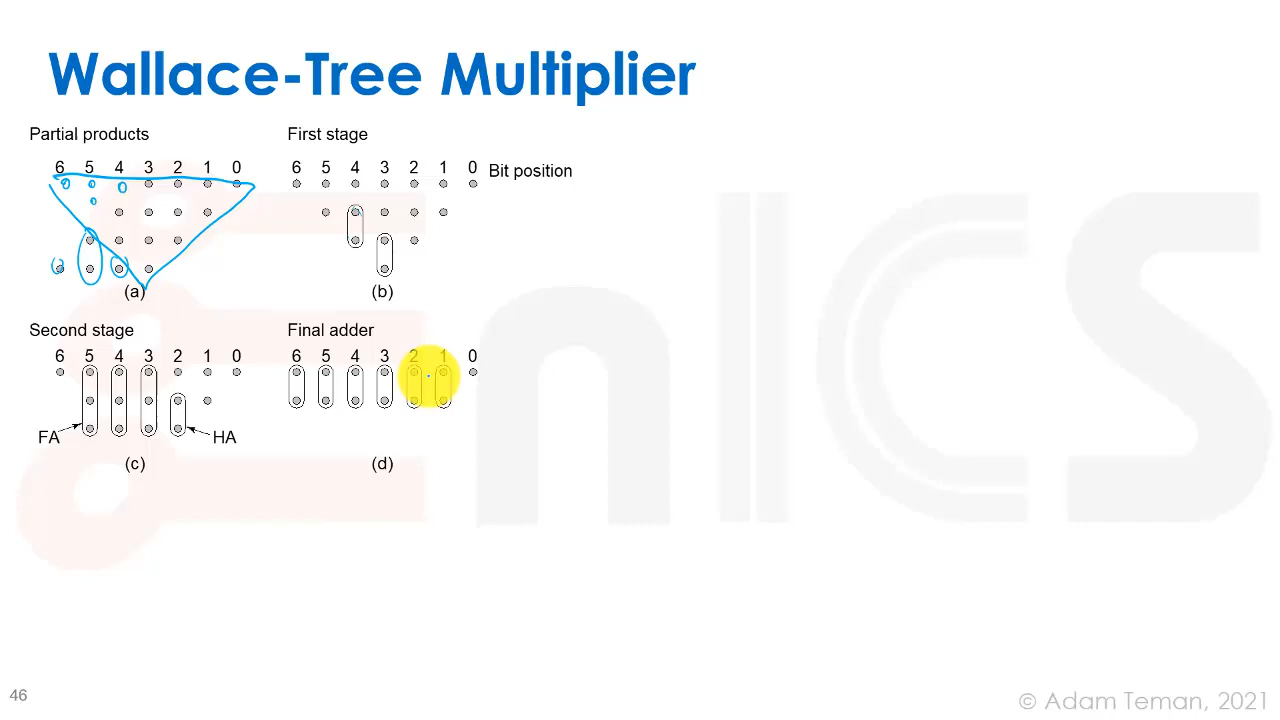 Wallace-Tree Multiplier
Partial products
6 5 4 3 2 1 0
(a)
First stage
6 5 4 3 2 1 0 Bit position
(b)
Second stage
6 5 4 3 2 1 0
FA
HA
(c)
Final adder
6 5 4 3 2 1 0
(d)
nICS
46
© Adam Teman, 2021